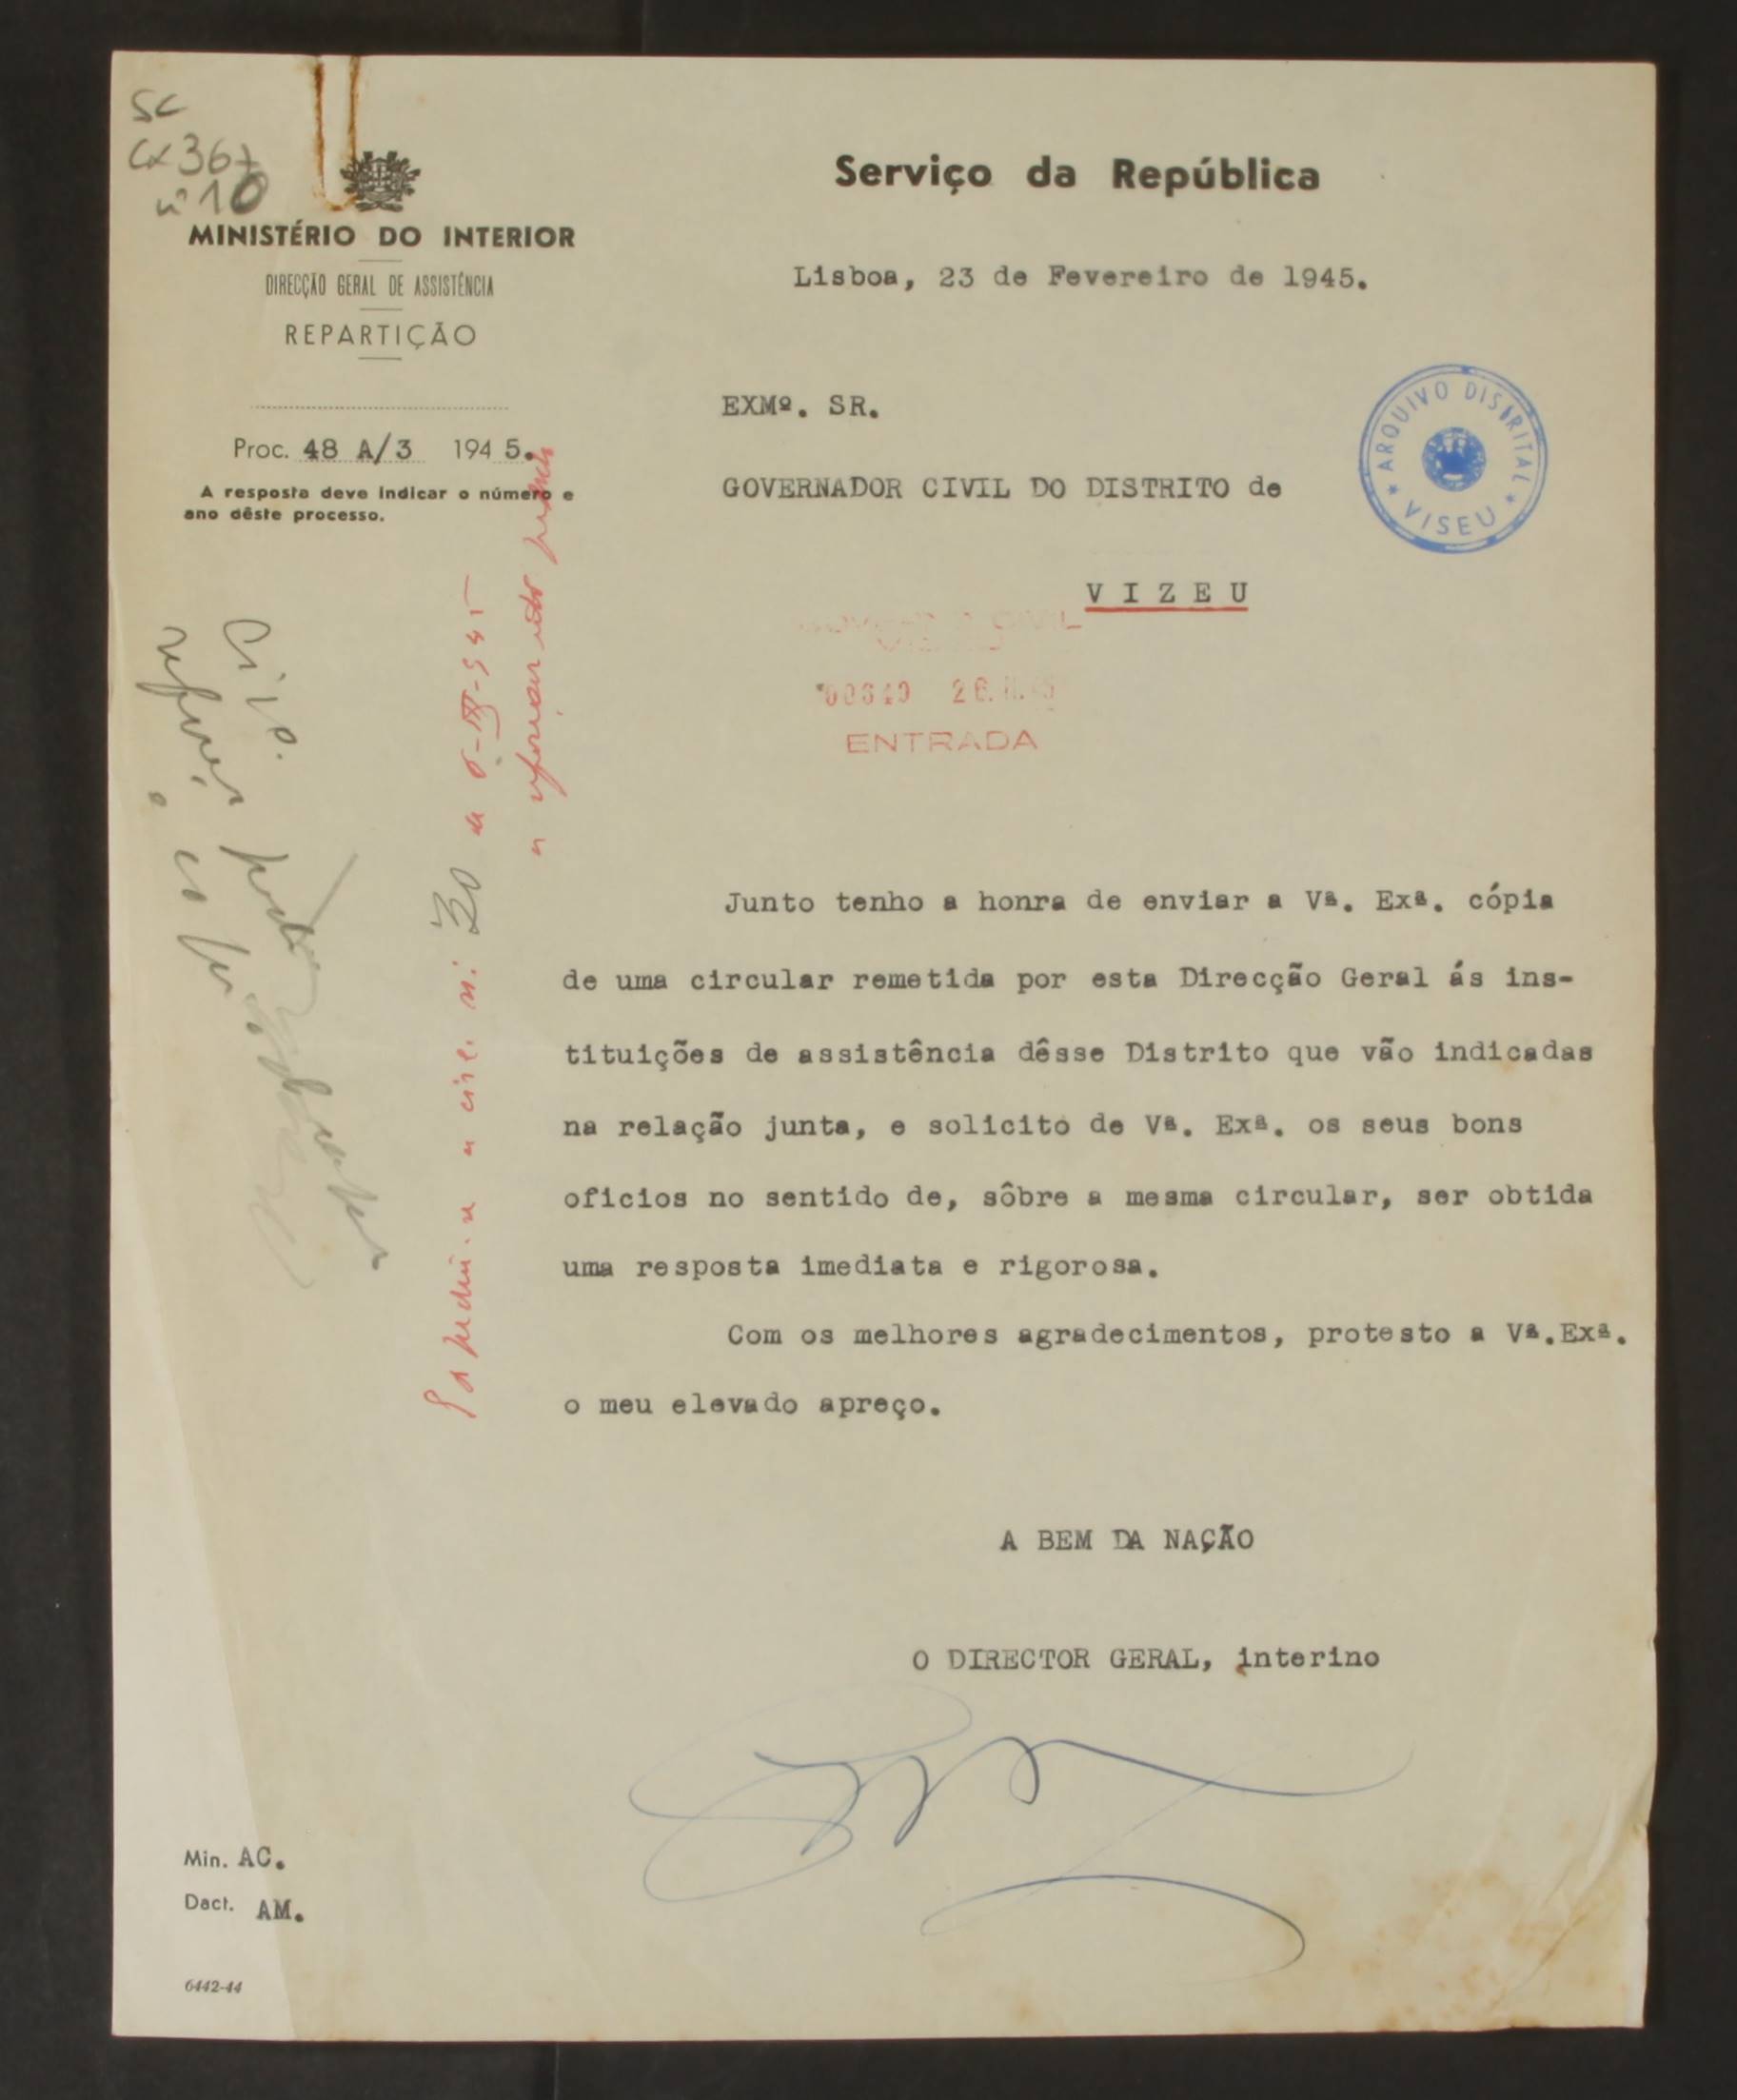 SC
Cx 367
nº 10
MINISTÉRIO DO INTERIOR
DIRECÇÃO GERAL DE ASSISTÊNCIA
REPARTIÇÃO
Proc. 48 A/3 1945.
A resposta deve indicar o número e
ano dêste processo.
Serviço da República
Lisboa, 23 de Fevereiro de 1945.
EXMº. SR.
GOVERNADOR CIVIL DO DISTRITO de
VIZEU
ARQUIVO DISTRITAL
VISEU
ENTRADA
30
Junto tenho a honra de enviar a Vª. Exª. cópia
de uma circular remetida por esta Direcção Geral ás ins-
tituições de assistência dêsse Distrito que vão indicadas
na relação junta, e solicito de Vª. Exª. os seus bons
oficios no sentido de, sôbre a mesma circular, ser obtida
uma resposta imediata e rigorosa.
Com os melhores agradecimentos, protesto a Vª.Exª.
o meu elevado apreço.
A BEM DA NAÇÃO
O DIRECTOR GERAL, interino
Min. AC.
Dact. AM.
6442-44